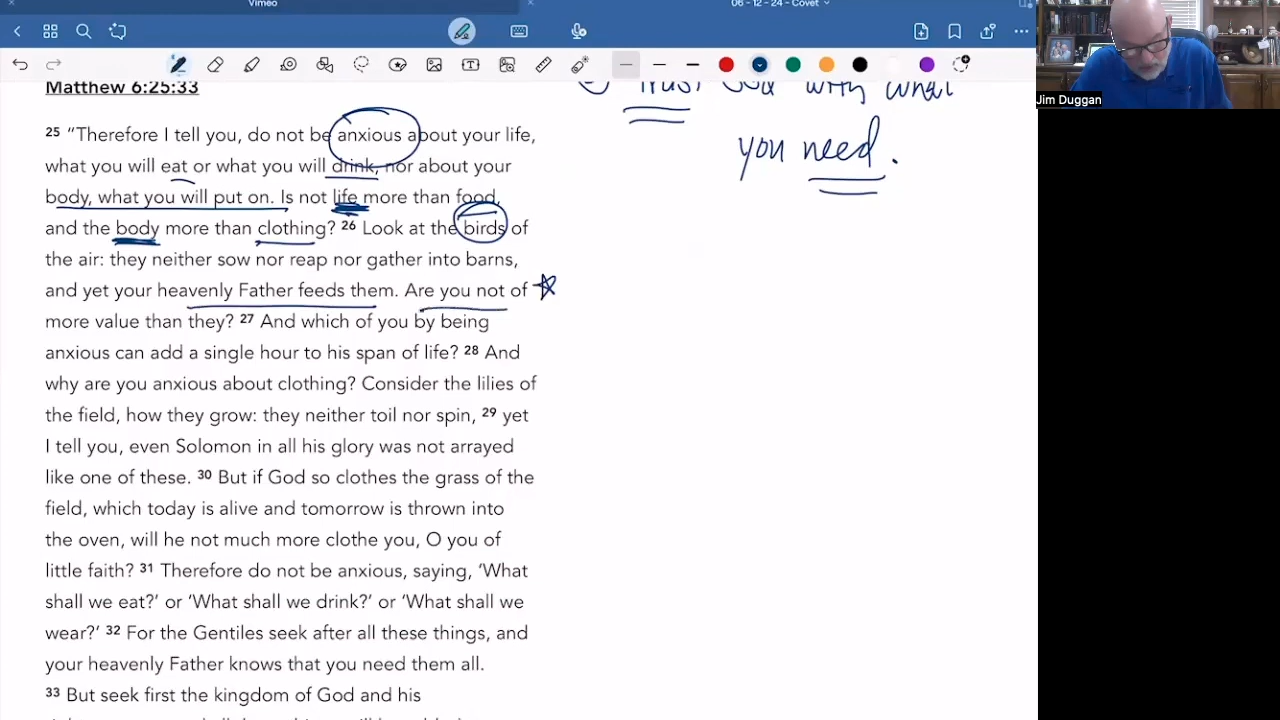 Vimeo
06 - 12 - 24 - Covet
Jim Duggan
Matthew 6:25:33
Trust God with what
you need.
25 “Therefore I tell you, do not be anxious about your life,
what you will eat or what you will drink, nor about your
body, what you will put on. Is not life more than food,
and the body more than clothing? 26 Look at the birds of
the air: they neither sow nor reap nor gather into barns,
and yet your heavenly Father feeds them. Are you not of
more value than they? 27 And which of you by being
anxious can add a single hour to his span of life? 28 And
why are you anxious about clothing? Consider the lilies of
the field, how they grow: they neither toil nor spin, 29 yet
I tell you, even Solomon in all his glory was not arrayed
like one of these. 30 But if God so clothes the grass of the
field, which today is alive and tomorrow is thrown into
the oven, will he not much more clothe you, O you of
little faith? 31 Therefore do not be anxious, saying, ‘What
shall we eat?’ or ‘What shall we drink?’ or ‘What shall we
wear?’ 32 For the Gentiles seek after all these things, and
your heavenly Father knows that you need them all.
33 But seek first the kingdom of God and his